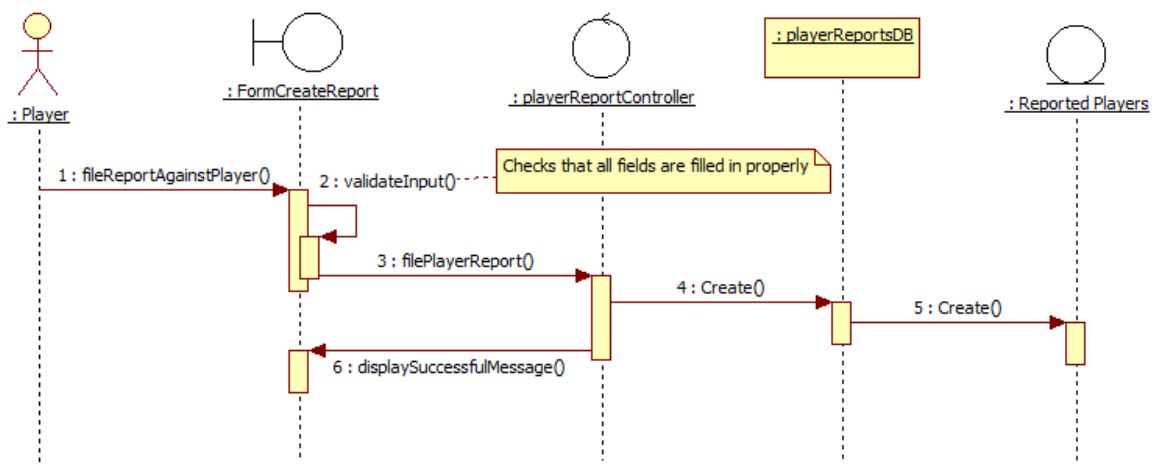 : Player
: FormCreateReport
: playerReportController
: playerReportsDB
: Reported Players
1 : fileReportAgainstPlayer()
2 : validateInput()
Checks that all fields are filled in properly
3 : filePlayerReport()
4 : Create()
5 : Create()
6 : displaySuccessfulMessage()